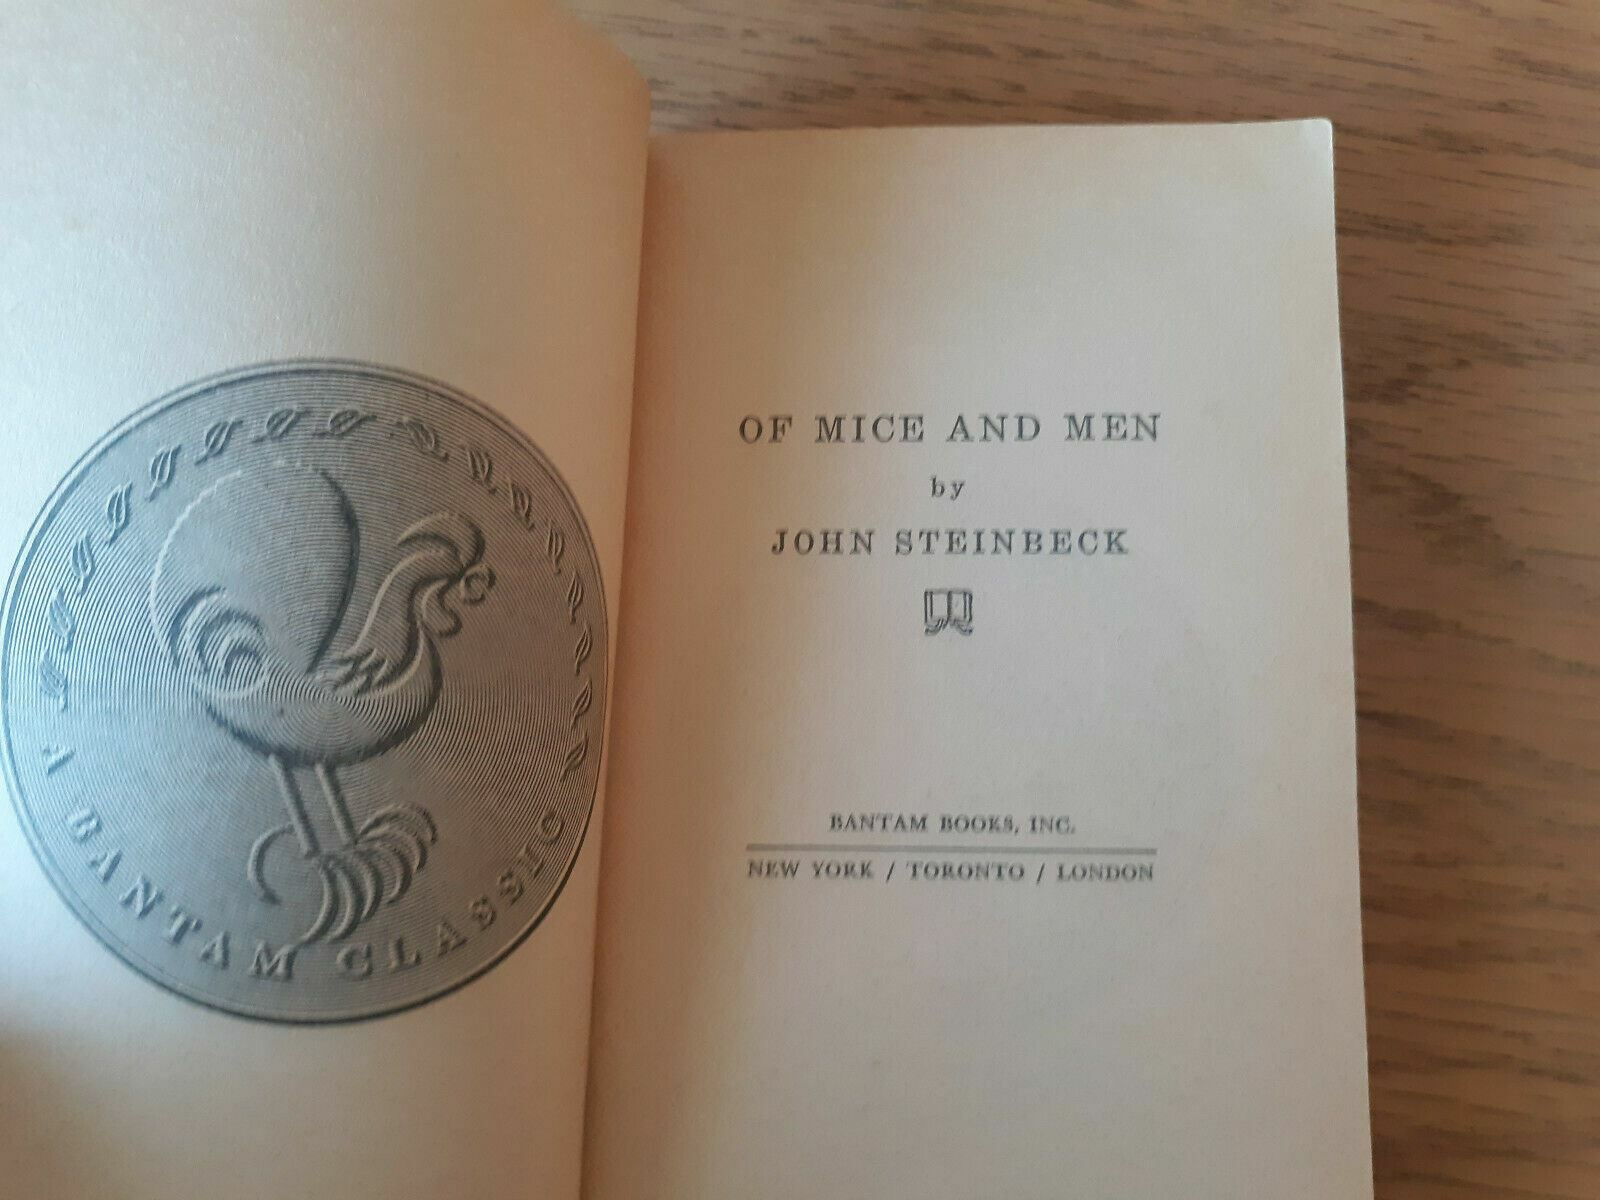 A BANTAM CLASSIC
OF MICE AND MEN
by
JOHN STEINBECK
BANTAM BOOKS, INC.
NEW YORK / TORONTO / LONDON